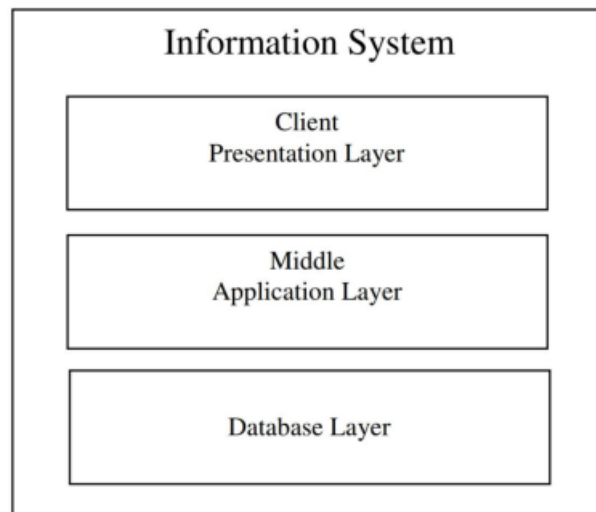 Information System
Client
Presentation Layer
Middle
Application Layer
Database Layer